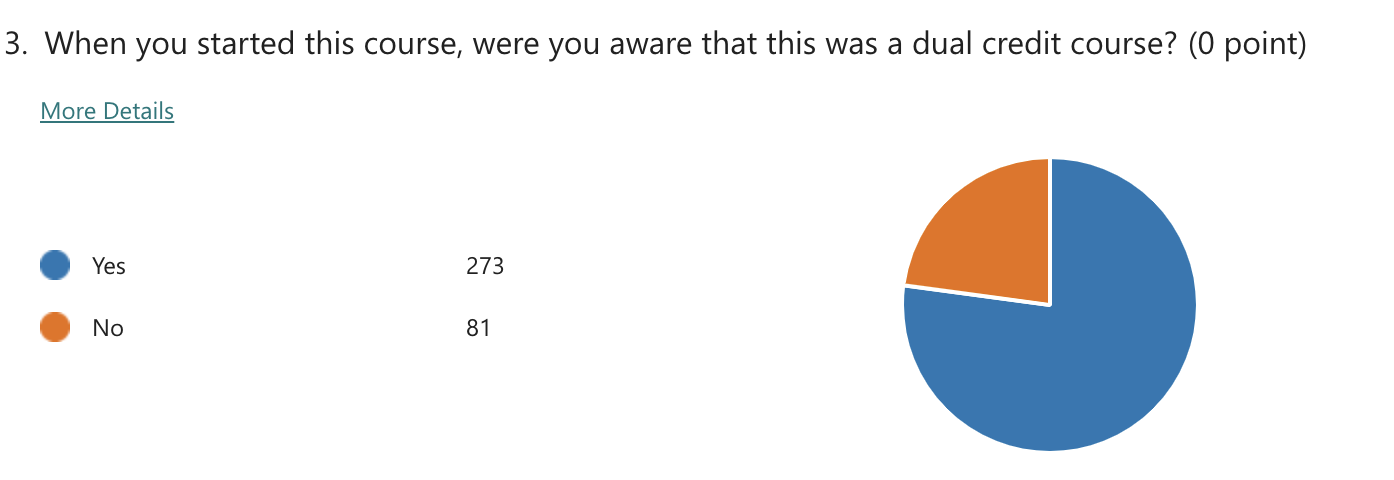 3. When you started this course, were you aware that this was a dual credit course? (0 point)
More Details
Yes 273
No 81